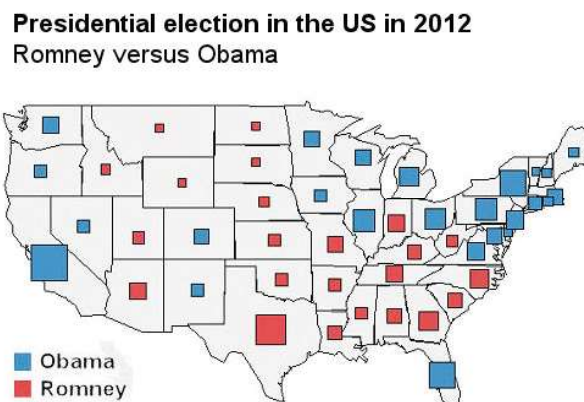 Presidential election in the US in 2012
Romney versus Obama
Obama
Romney